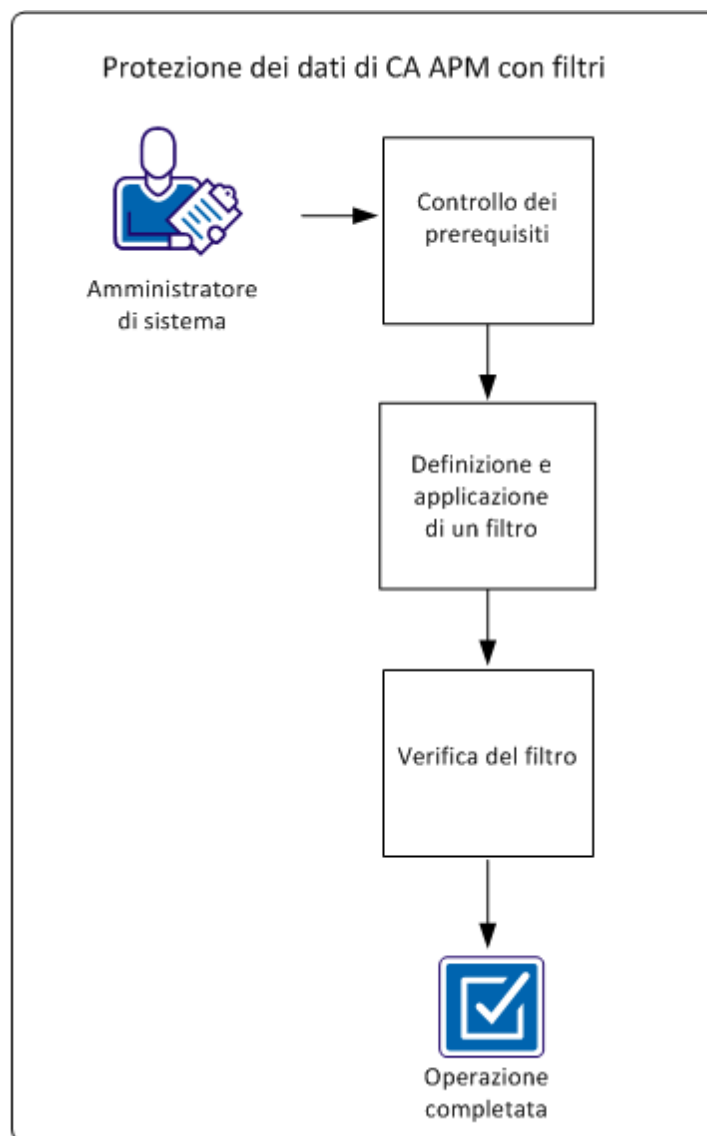 Protezione dei dati di CA APM con filtri
Amministratore
di sistema
Controllo dei
prerequisiti
Definizione e
applicazione
di un filtro
Verifica del filtro
Operazione
completata